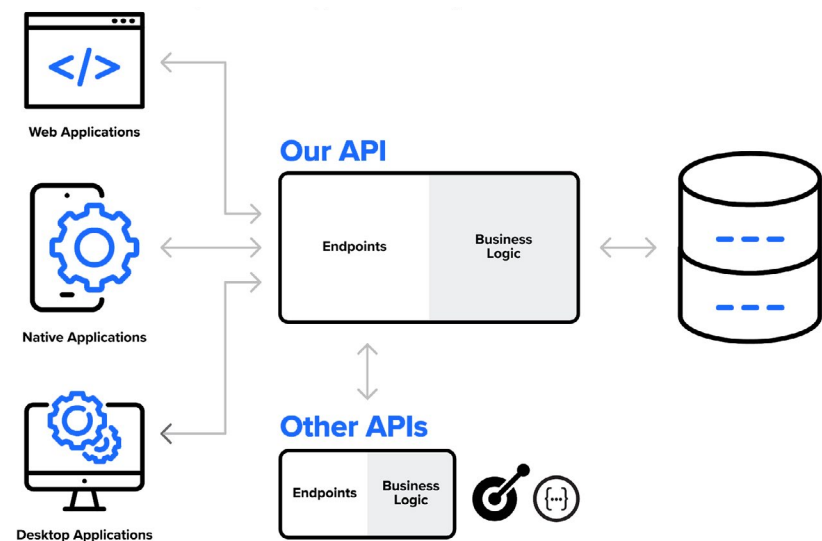 </>
Web Applications
Our API
Endpoints
Business
Logic
Native Applications
Other APIs
Endpoints
Business
Logic
{...}
Desktop Applications